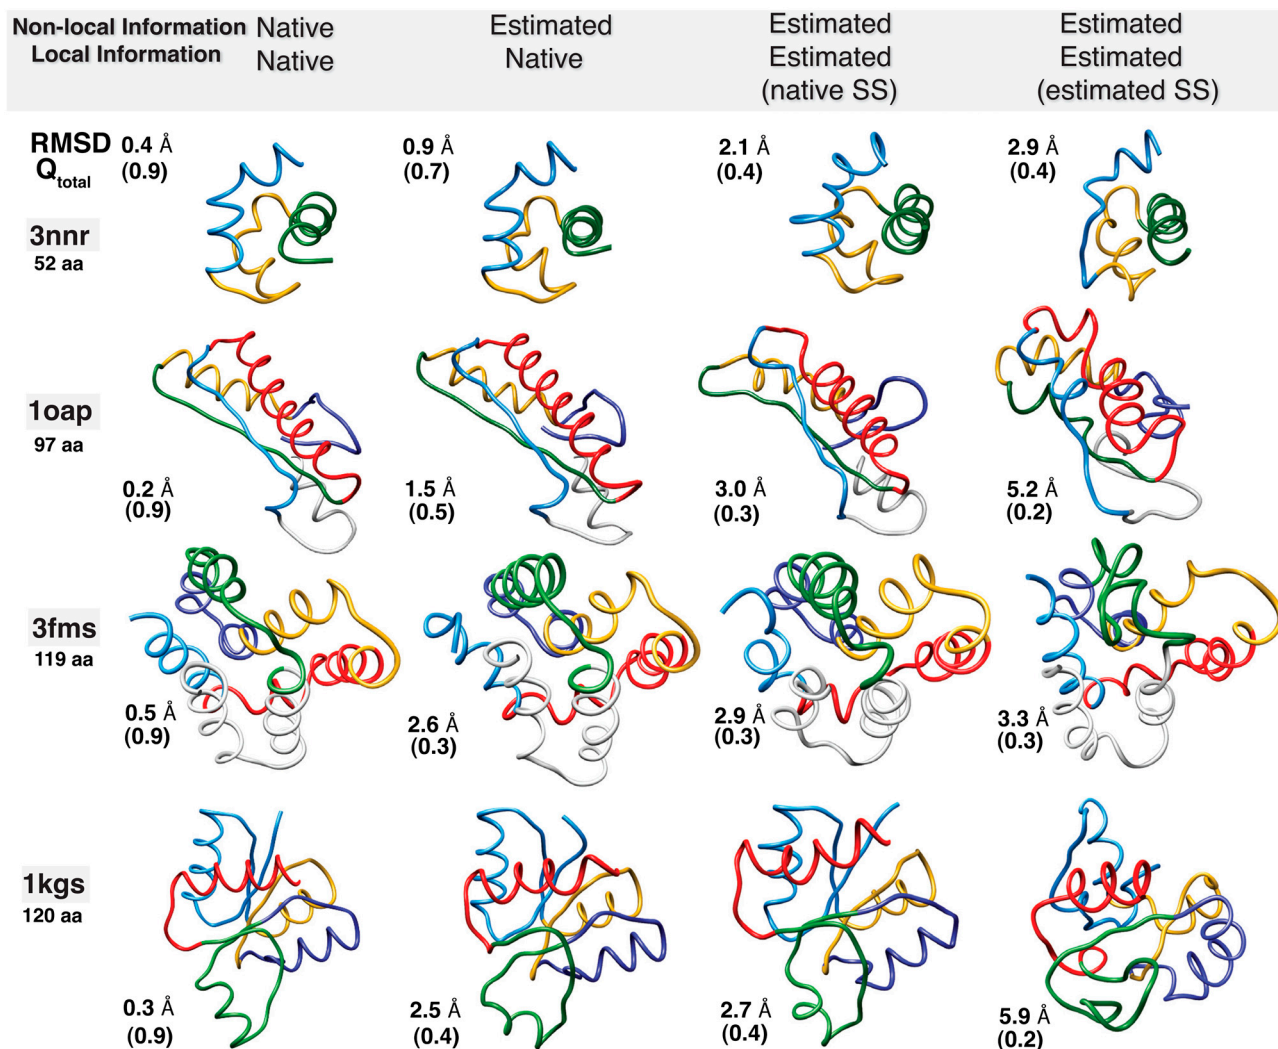 Non-local Information Native Estimated Estimated Estimated
Local Information Native Native Estimated Estimated
(native SS) (estimated SS)
RMSD 0.4 Å 0.9 Å 2.1 Å 2.9 Å
Qtotal (0.9) (0.7) (0.4) (0.4)
3nnr
52 aa
1oap
97 aa
0.2 Å 1.5 Å 3.0 Å 5.2 Å
(0.9) (0.5) (0.3) (0.2)
3fms
119 aa
0.5 Å 2.6 Å 2.9 Å 3.3 Å
(0.9) (0.3) (0.3) (0.3)
1kgs
120 aa
0.3 Å 2.5 Å 2.7 Å 5.9 Å
(0.9) (0.4) (0.4) (0.2)